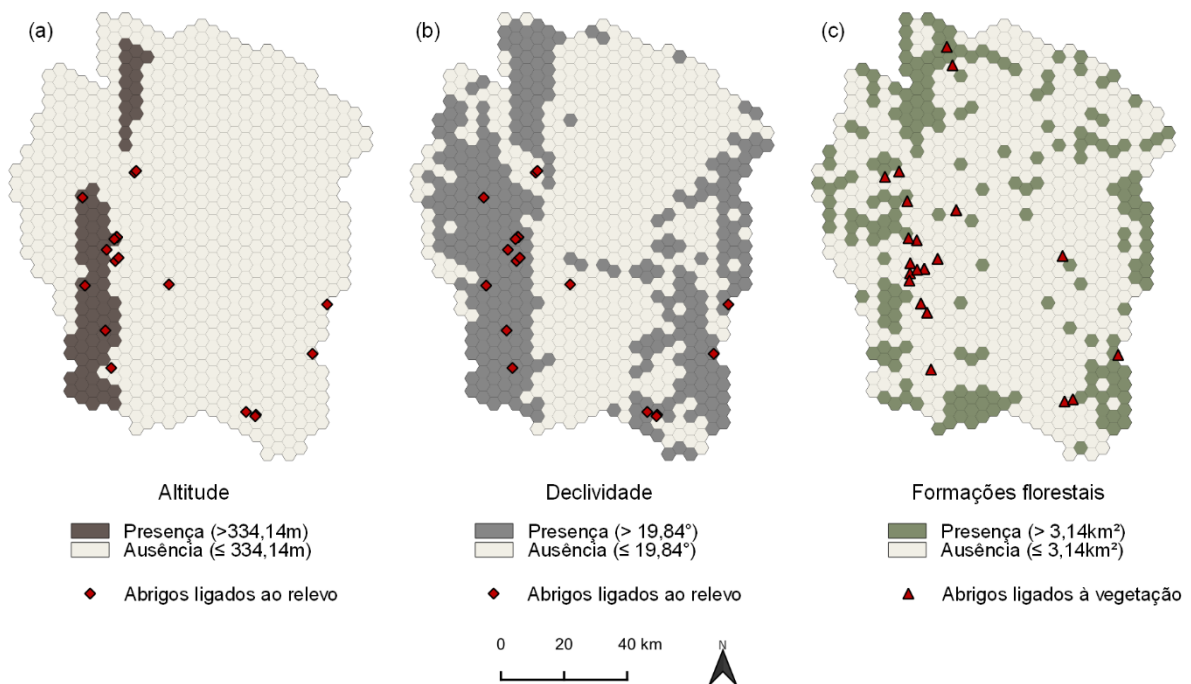 (a) (b) (c)
Altitude
Presença (>334,14m)
Ausência (≤ 334,14m)
Abrigos ligados ao relevo
Declividade
Presença (> 19,84°)
Ausência (≤ 19,84°)
Abrigos ligados ao relevo
Formações florestais
Presença (> 3,14km²)
Ausência (≤ 3,14km²)
Abrigos ligados à vegetação
0 20 40 km
N